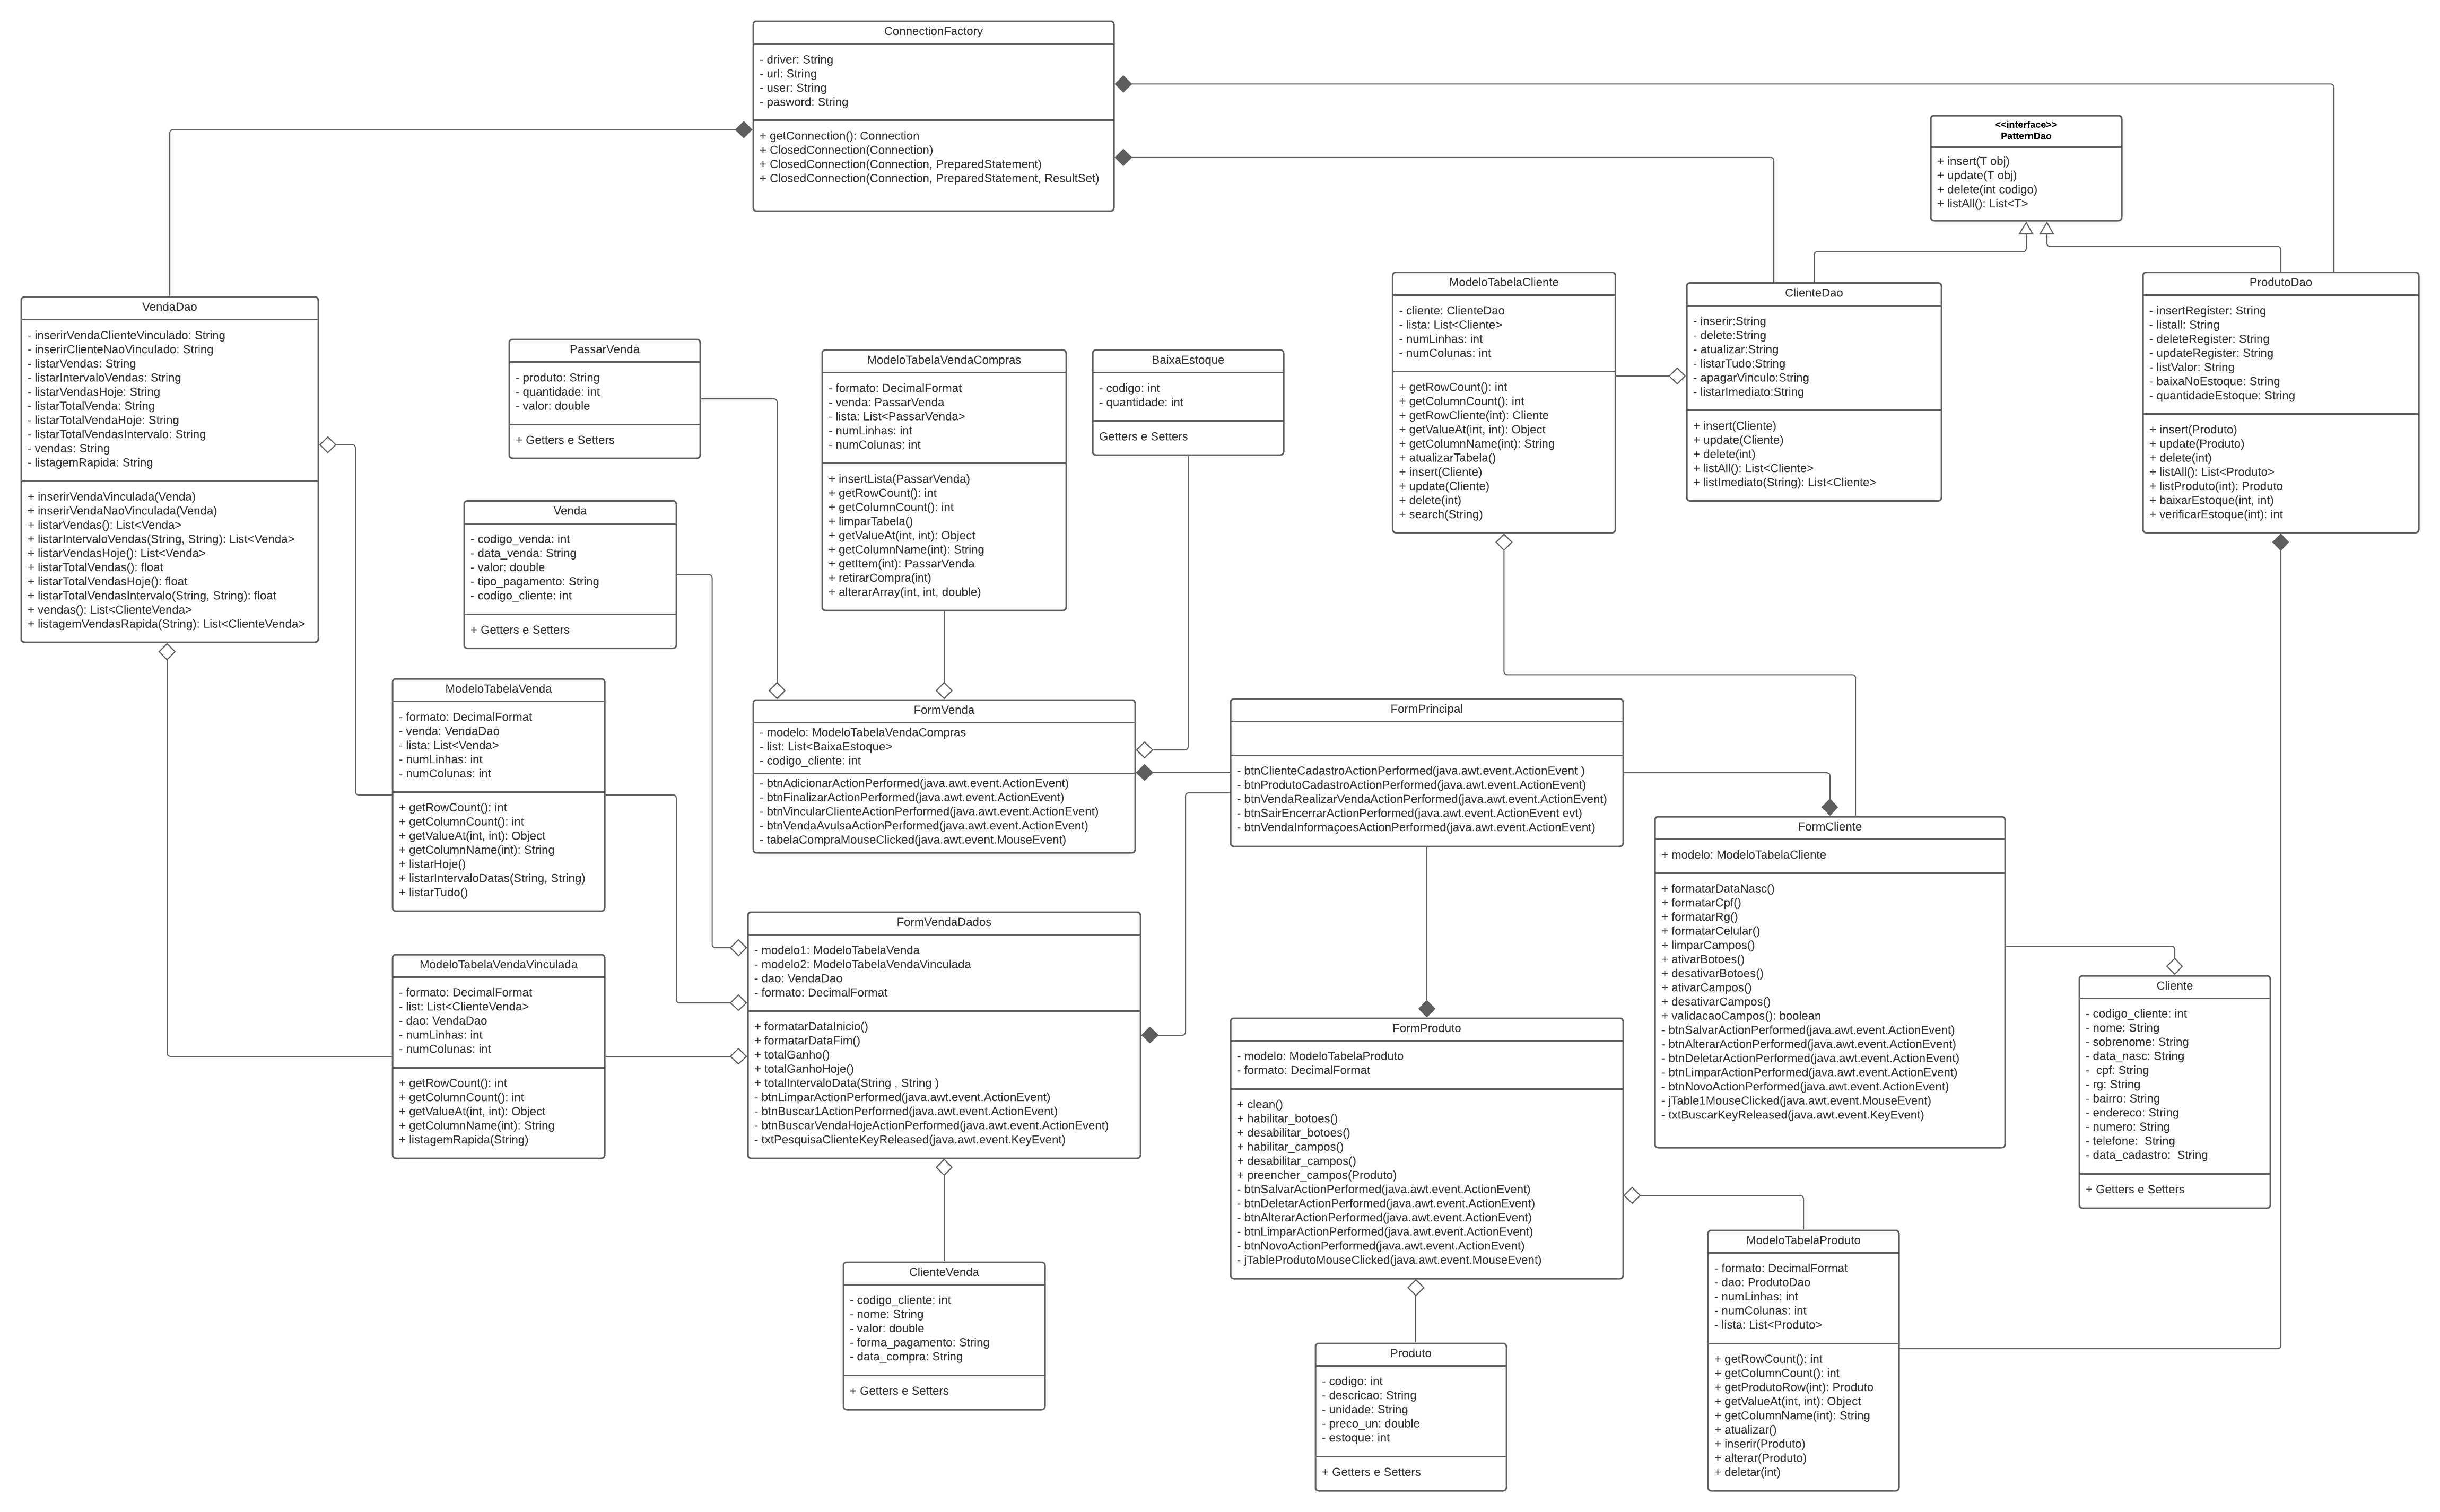 ConnectionFactory
- driver: String
- url: String
- user: String
- pasword: String
+ getConnection(): Connection
+ ClosedConnection(Connection)
+ ClosedConnection(Connection, PreparedStatement)
+ ClosedConnection(Connection, PreparedStatement, ResultSet)
<<interface>>
PatternDao
+ insert(T obj)
+ update(T obj)
+ delete(int codigo)
+ listAll(): List<T>
VendaDao
- inserirVendaClienteVinculado: String
- inserirClienteNaoVinculado: String
- listarVendas: String
- listarIntervaloVendas: String
- listarVendasHoje: String
- listarTotalVenda: String
- listarTotalVendaHoje: String
- listarTotalVendasIntervalo: String
- vendas: String
- listagemRapida: String
+ inserirVendaVinculada(Venda)
+ inserirVendaNaoVinculada(Venda)
+ listarVendas(): List<Venda>
+ listarIntervaloVendas(String, String): List<Venda>
+ listarVendasHoje(): List<Venda>
+ listarTotalVendas(): float
+ listarTotalVendasHoje(): float
+ listarTotalVendasIntervalo(String, String): float
+ vendas(): List<ClienteVenda>
+ listagemVendasRapida(String): List<ClienteVenda>
PassarVenda
- produto: String
- quantidade: int
- valor: double
+ Getters e Setters
ModeloTabelaVendaCompras
- formato: DecimalFormat
- venda: PassarVenda
- lista: List<PassarVenda>
- numLinhas: int
- numColunas: int
+ insertLista(PassarVenda)
+ getRowCount(): int
+ getColumnCount(): int
+ limparTabela()
+ getValueAt(int, int): Object
+ getColumnName(int): String
+ getItem(int): PassarVenda
+ retirarCompra(int)
+ alterarArray(int, int, double)
BaixaEstoque
- codigo: int
- quantidade: int
Getters e Setters
ModeloTabelaCliente
- cliente: ClienteDao
- lista: List<Cliente>
- numLinhas: int
- numColunas: int
+ getRowCount(): int
+ getColumnCount(): int
+ getRowCliente(int): Cliente
+ getValueAt(int, int): Object
+ getColumnName(int): String
+ atualizarTabela()
+ insert(Cliente)
+ update(Cliente)
+ delete(int)
+ search(String)
ClienteDao
- inserir:String
- delete:String
- atualizar:String
- listarTudo:String
- apagarVinculo:String
- listarImediato:String
+ insert(Cliente)
+ update(Cliente)
+ delete(int)
+ listAll(): List<Cliente>
+ listImediato(String): List<Cliente>
ProdutoDao
- insertRegister: String
- listall: String
- deleteRegister: String
- updateRegister: String
- listValor: String
- baixaNoEstoque: String
- quantidadeEstoque: String
+ insert(Produto)
+ update(Produto)
+ delete(int)
+ listAll(): List<Produto>
+ listProduto(int): Produto
+ baixarEstoque(int, int)
+ verificarEstoque(int): int
Venda
- codigo_venda: int
- data_venda: String
- valor: double
- tipo_pagamento: String
- codigo_cliente: int
+ Getters e Setters
ModeloTabelaVenda
- formato: DecimalFormat
- venda: VendaDao
- lista: List<Venda>
- numLinhas: int
- numColunas: int
+ getRowCount(): int
+ getColumnCount(): int
+ getValueAt(int, int): Object
+ getColumnName(int): String
+ listarHoje()
+ listarIntervaloDatas(String, String)
+ listarTudo()
FormVenda
- modelo: ModeloTabelaVendaCompras
- list: List<BaixaEstoque>
- codigo_cliente: int
- btnAdicionarActionPerformed(java.awt.event.ActionEvent)
- btnFinalizarActionPerformed(java.awt.event.ActionEvent)
- btnVincularClienteActionPerformed(java.awt.event.ActionEvent)
- btnVendaAvulsaActionPerformed(java.awt.event.ActionEvent)
- tabelaCompraMouseClicked(java.awt.event.MouseEvent)
FormPrincipal
- btnClienteCadastroActionPerformed(java.awt.event.ActionEvent )
- btnProdutoCadastroActionPerformed(java.awt.event.ActionEvent)
- btnVendaRealizarVendaActionPerformed(java.awt.event.ActionEvent)
- btnSairEncerrarActionPerformed(java.awt.event.ActionEvent evt)
- btnVendaInformaçoesActionPerformed(java.awt.event.ActionEvent)
FormCliente
+ modelo: ModeloTabelaCliente
+ formatarDataNasc()
+ formatarCpf()
+ formatarRg()
+ formatarCelular()
+ limparCampos()
+ ativarBotoes()
+ desativarBotoes()
+ ativarCampos()
+ desativarCampos()
+ validacaoCampos(): boolean
- btnSalvarActionPerformed(java.awt.event.ActionEvent)
- btnAlterarActionPerformed(java.awt.event.ActionEvent)
- btnDeletarActionPerformed(java.awt.event.ActionEvent)
- btnLimparActionPerformed(java.awt.event.ActionEvent)
- btnNovoActionPerformed(java.awt.event.ActionEvent)
- jTable1MouseClicked(java.awt.event.MouseEvent)
- txtBuscarKeyReleased(java.awt.event.KeyEvent)
ModeloTabelaVendaVinculada
- formato: DecimalFormat
- list: List<ClienteVenda>
- dao: VendaDao
- numLinhas: int
- numColunas: int
+ getRowCount(): int
+ getColumnCount(): int
+ getValueAt(int, int): Object
+ getColumnName(int): String
+ listagemRapida(String)
FormVendaDados
- modelo1: ModeloTabelaVenda
- modelo2: ModeloTabelaVendaVinculada
- dao: VendaDao
- formato: DecimalFormat
+ formatarDataInicio()
+ formatarDataFim()
+ totalGanho()
+ totalGanhoHoje()
+ totalIntervaloData(String , String )
- btnLimparActionPerformed(java.awt.event.ActionEvent)
- btnBuscar1ActionPerformed(java.awt.event.ActionEvent)
- btnBuscarVendaHojeActionPerformed(java.awt.event.ActionEvent)
- txtPesquisaClienteKeyReleased(java.awt.event.KeyEvent)
FormProduto
- modelo: ModeloTabelaProduto
- formato: DecimalFormat
+ clean()
+ habilitar_botoes()
+ desabilitar_botoes()
+ habilitar_campos()
+ desabilitar_campos()
+ preencher_campos(Produto)
- btnSalvarActionPerformed(java.awt.event.ActionEvent)
- btnDeletarActionPerformed(java.awt.event.ActionEvent)
- btnAlterarActionPerformed(java.awt.event.ActionEvent)
- btnLimparActionPerformed(java.awt.event.ActionEvent)
- btnNovoActionPerformed(java.awt.event.ActionEvent)
- jTableProdutoMouseClicked(java.awt.event.MouseEvent)
Cliente
- codigo_cliente: int
- nome: String
- sobrenome: String
- data_nasc: String
- cpf: String
- rg: String
- bairro: String
- endereco: String
- numero: String
- telefone: String
- data_cadastro: String
+ Getters e Setters
ClienteVenda
- codigo_cliente: int
- nome: String
- valor: double
- forma_pagamento: String
- data_compra: String
+ Getters e Setters
Produto
- codigo: int
- descricao: String
- unidade: String
- preco_un: double
- estoque: int
+ Getters e Setters
ModeloTabelaProduto
- formato: DecimalFormat
- dao: ProdutoDao
- numLinhas: int
- numColunas: int
- lista: List<Produto>
+ getRowCount(): int
+ getColumnCount(): int
+ getProdutoRow(int): Produto
+ getValueAt(int, int): Object
+ getColumnName(int): String
+ atualizar()
+ inserir(Produto)
+ alterar(Produto)
+ deletar(int)